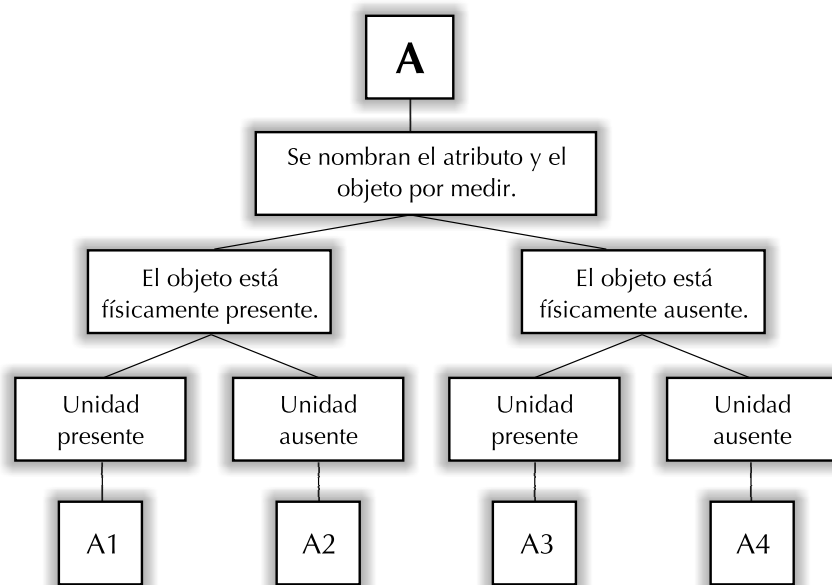 A
Se nombran el atributo y el
objeto por medir.
El objeto está
físicamente presente.
El objeto está
físicamente ausente.
Unidad
presente
Unidad
ausente
Unidad
presente
Unidad
ausente
A1
A2
A3
A4